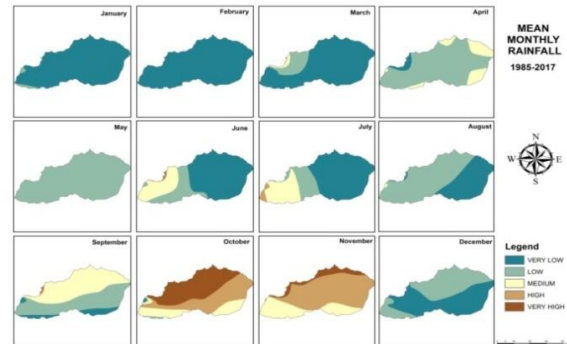 January
February
March
April
MEAN
MONTHLY
RAINFALL
1985-2017
May
June
July
August
N
W
E
S
September
October
November
December
Legend
VERY LOW
LOW
MEDIUM
HIGH
VERY HIGH